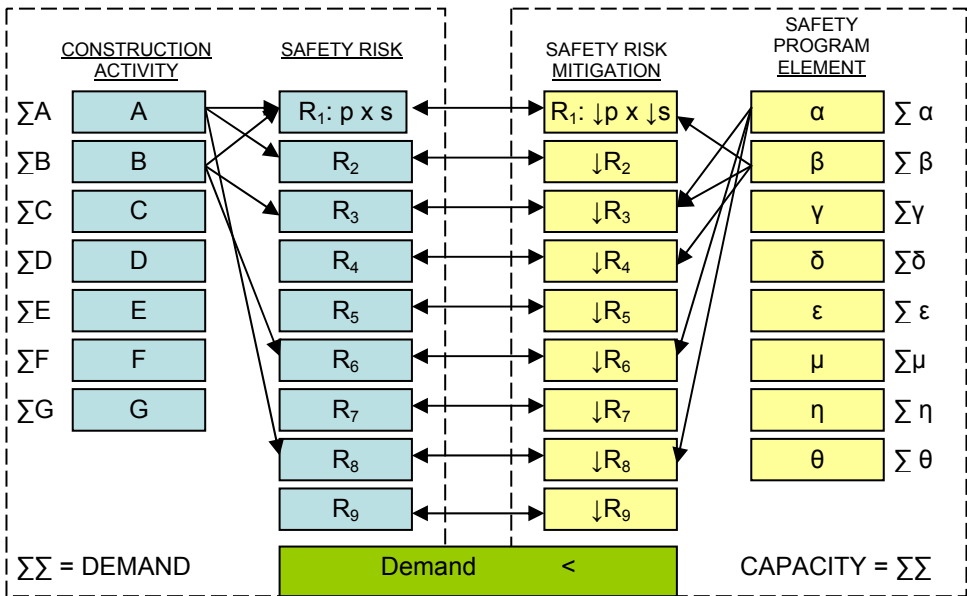 CONSTRUCTION
ACTIVITY
SAFETY RISK
SAFETY RISK
MITIGATION
SAFETY
PROGRAM
ELEMENT
∑A A R₁: p x s R₁: ↓p x ↓s α ∑ α
∑B B R₂ ↓R₂ β ∑ β
∑C C R₃ ↓R₃ γ ∑γ
∑D D R₄ ↓R₄ δ ∑δ
∑E E R₅ ↓R₅ ε ∑ ε
∑F F R₆ ↓R₆ μ ∑μ
∑G G R₇ ↓R₇ η ∑ η
R₈ ↓R₈ θ ∑ θ
R₉ ↓R₉
∑∑ = DEMAND Demand < CAPACITY = ∑∑